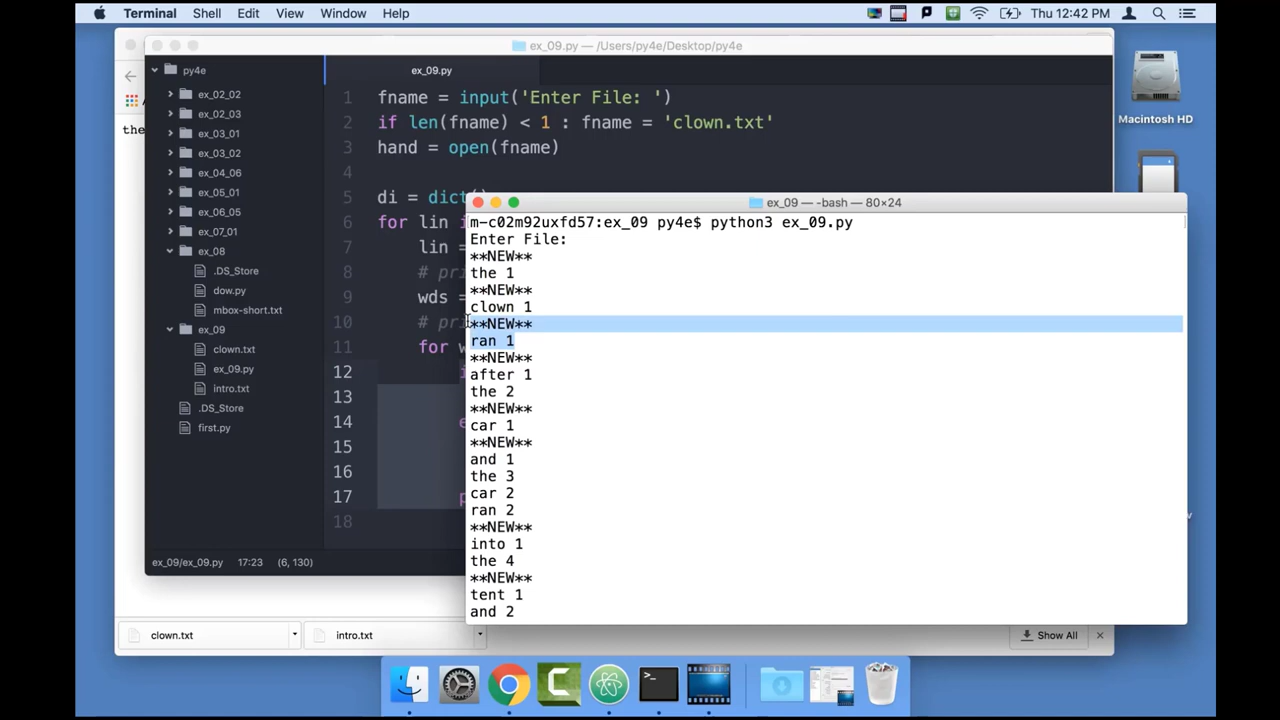 Terminal Shell Edit View Window Help
Thu 12:42 PM
ex_09.py — /Users/py4e/Desktop/py4e
py4e
ex_02_02
ex_02_03
ex_03_01
ex_03_02
ex_04_06
ex_05_01
ex_06_05
ex_07_01
ex_08
.DS_Store
dow.py
mbox-short.txt
ex_09
clown.txt
ex_09.py
intro.txt
.DS_Store
first.py
the
ex_09.py
1 fname = input('Enter File: ')
2 if len(fname) < 1 : fname = 'clown.txt'
3 hand = open(fname)
4
5 di = dict()
6 for lin i
7 lin =
8 # pri
9 wds =
10 # pri
11 for w
12 i
13
14 e
15
16
17 p
18
ex_09/ex_09.py 17:23 (6, 130)
ex_09 — -bash — 80×24
m-c02m92uxfd57:ex_09 py4e$ python3 ex_09.py
Enter File:
**NEW**
the 1
**NEW**
clown 1
**NEW**
ran 1
**NEW**
after 1
the 2
**NEW**
car 1
**NEW**
and 1
the 3
car 2
ran 2
**NEW**
into 1
the 4
**NEW**
tent 1
and 2
Macintosh HD
clown.txt
intro.txt
Show All